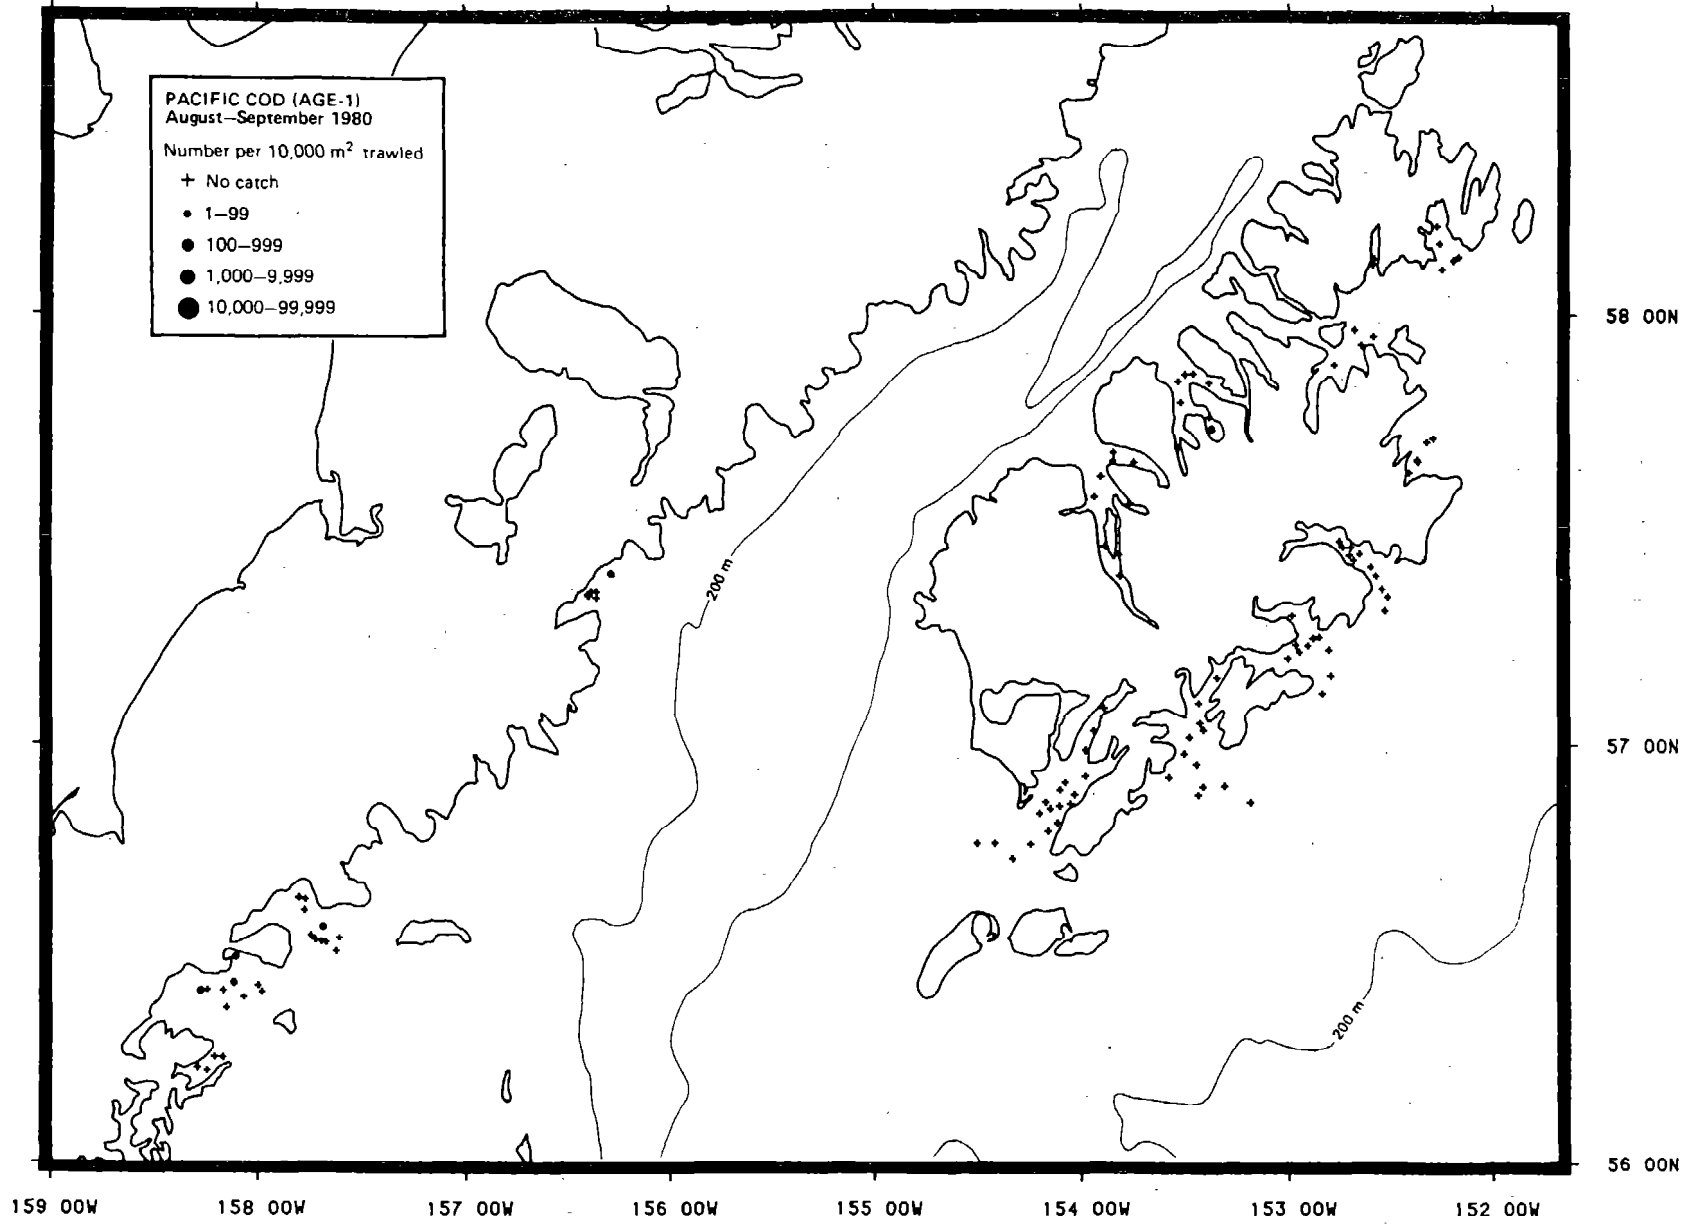 PACIFIC COD (AGE-1)
August—September 1980
Number per 10,000 m² trawled
+ No catch
1—99
100—999
1,000—9,999
10,000—99,999
58 00N
200 m
57 00N
200 m
56 00N
159 00W 158 00W 157 00W 156 00W 155 00W 154 00W 153 00W 152 00W